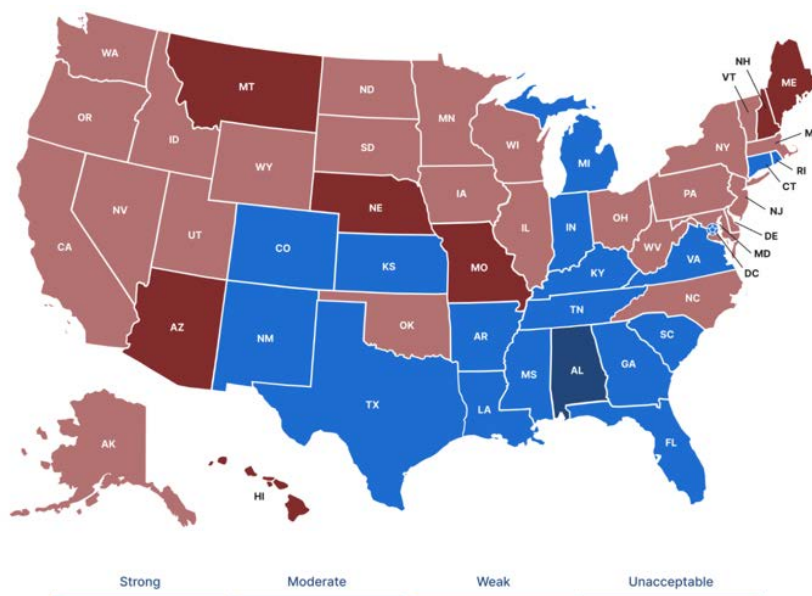 WA
MT
ND
MN
OR
ID
SD
WI
WY
NV
CA
UT
CO
NE
IA
KS
AZ
NM
OK
TX
MO
AR
LA
IL
MI
IN
OH
KY
TN
MS
AL
GA
FL
SC
NC
VA
WV
PA
NY
VT
NH
ME
M
RI
CT
NJ
DE
MD
DC
AK
HI
Strong Moderate Weak Unacceptable